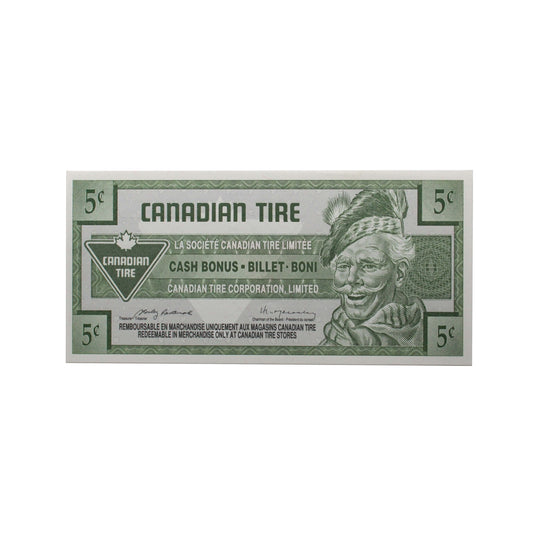 5¢ 5¢
CANADIAN TIRE
LA SOCIÉTÉ CANADIAN TIRE LIMITÉE
CANADIAN
TIRE
CASH BONUS • BILLET - BONI
CANADIAN TIRE CORPORATION, LIMITED
5¢ 5¢
REMBOURSABLE EN MARCHANDISE UNIQUEMENT AUX MAGASINS CANADIAN TIRE
REDEEMABLE IN MERCHANDISE ONLY AT CANADIAN TIRE STORES